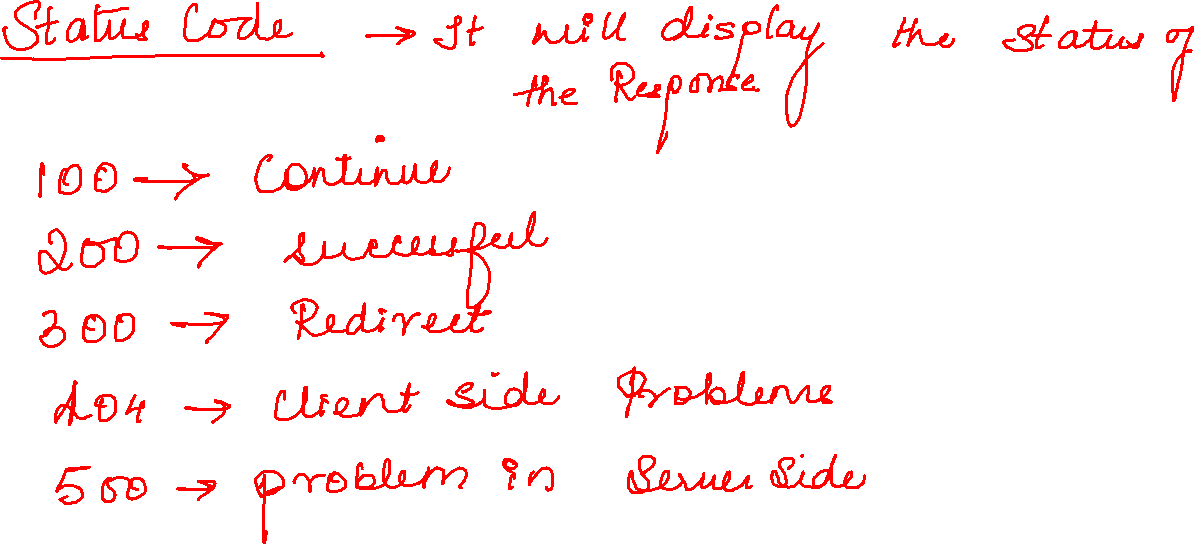 Status Code → It will display the status of
the Response
100 → Continue
200 → successful
300 → Redirect
404 → client side Problems
500 → problem in Server Side